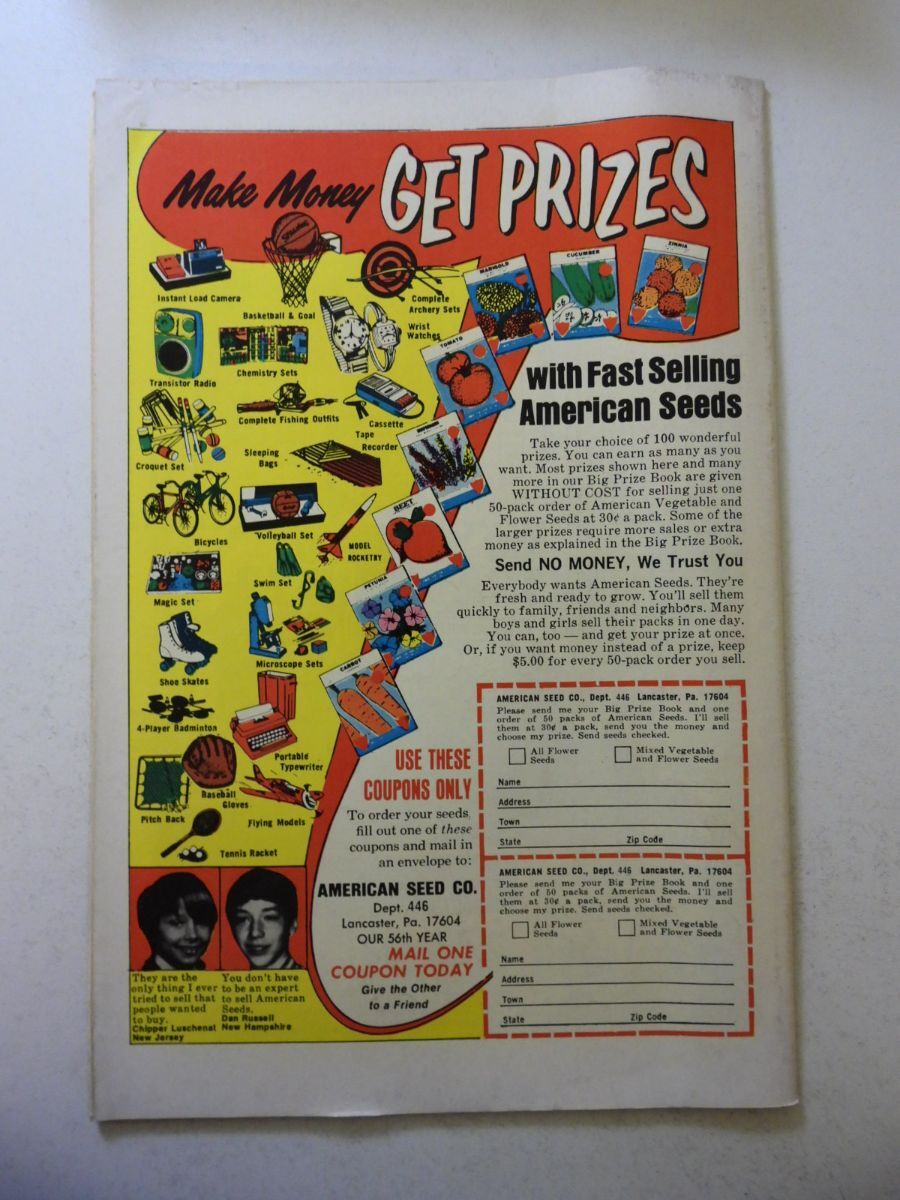 Make Money GET PRIZES
Instant Load Camera
Basketball & Goal
Complete
Archery Sets
Wrist
Watches
Transistor Radio
Chemistry Sets
Complete Fishing Outfits
Cassette
Tape
Recorder
Croquet Set
Sleeping
Bags
Bicycles
Volleyball Set
MODEL
ROCKETRY
Magic Set
Swim Set
Shoe Skates
Microscope Sets
4-Player Badminton
Portable
Typewriter
Baseball
Gloves
Pitch Back
Flying Models
Tennis Racket
ZINNIA
CUCUMBER
MARIGOLD
TOMATO
BEET
PETUNIA
CARROT
with Fast Selling
American Seeds
Take your choice of 100 wonderful
prizes. You can earn as many as you
want. Most prizes shown here and many
more in our Big Prize Book are given
WITHOUT COST for selling just one
50-pack order of American Vegetable and
Flower Seeds at 30¢ a pack. Some of the
larger prizes require more sales or extra
money as explained in the Big Prize Book.
Send NO MONEY, We Trust You
Everybody wants American Seeds. They're
fresh and ready to grow. You'll sell them
quickly to family, friends and neighbors. Many
boys and girls sell their packs in one day.
You can, too — and get your prize at once.
Or, if you want money instead of a prize, keep
$5.00 for every 50-pack order you sell.
USE THESE
COUPONS ONLY
To order your seeds,
fill out one of these
coupons and mail in
an envelope to:
AMERICAN SEED CO.
Dept. 446
Lancaster, Pa. 17604
OUR 56th YEAR
MAIL ONE
COUPON TODAY
Give the Other
to a Friend
AMERICAN SEED CO., Dept. 446 Lancaster, Pa. 17604
Please send me your Big Prize Book and one
order of 50 packs of American Seeds. I'll sell
them at 30¢ a pack, send you the money and
choose my prize. Send seeds checked.
All Flower
Seeds
Mixed Vegetable
and Flower Seeds
Name
Address
Town
State Zip Code
AMERICAN SEED CO., Dept. 446 Lancaster, Pa. 17604
Please send me your Big Prize Book and one
order of 50 packs of American Seeds. I'll sell
them at 30¢ a pack, send you the money and
choose my prize. Send seeds checked.
All Flower
Seeds
Mixed Vegetable
and Flower Seeds
Name
Address
Town
State Zip Code
They are the
only thing I ever
tried to sell that
people wanted
to buy.
Chipper Luschenat
New Jersey
You don't have
to be an expert
to sell American
Seeds.
Dan Russell
New Hampshire